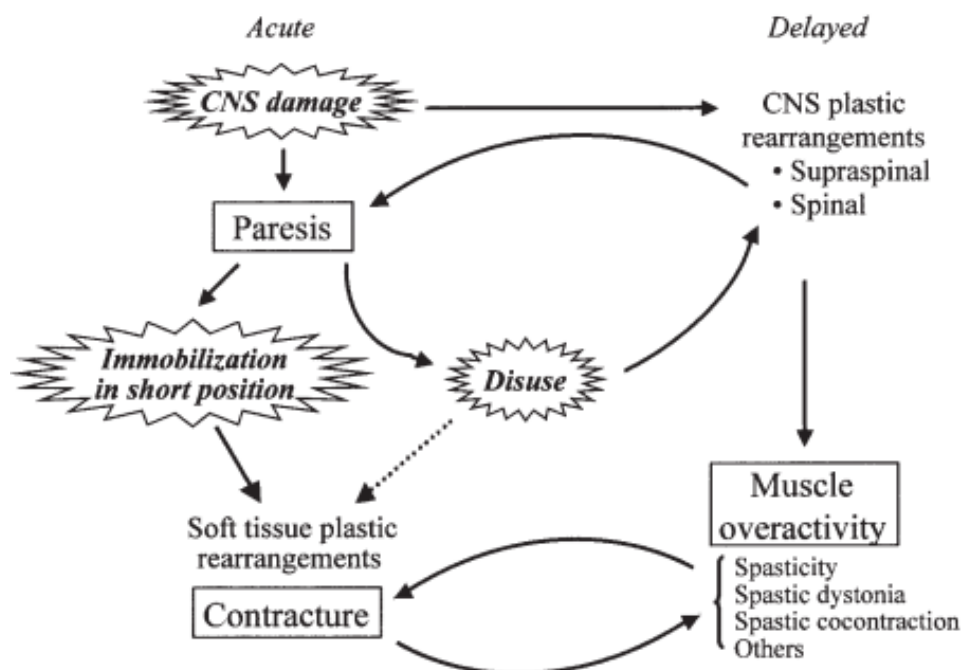 Acute
Delayed
CNS damage
CNS plastic
rearrangements
• Supraspinal
• Spinal
Paresis
Immobilization
in short position
Disuse
Soft tissue plastic
rearrangements
Contracture
Muscle
overactivity
Spasticity
Spastic dystonia
Spastic cocontraction
Others